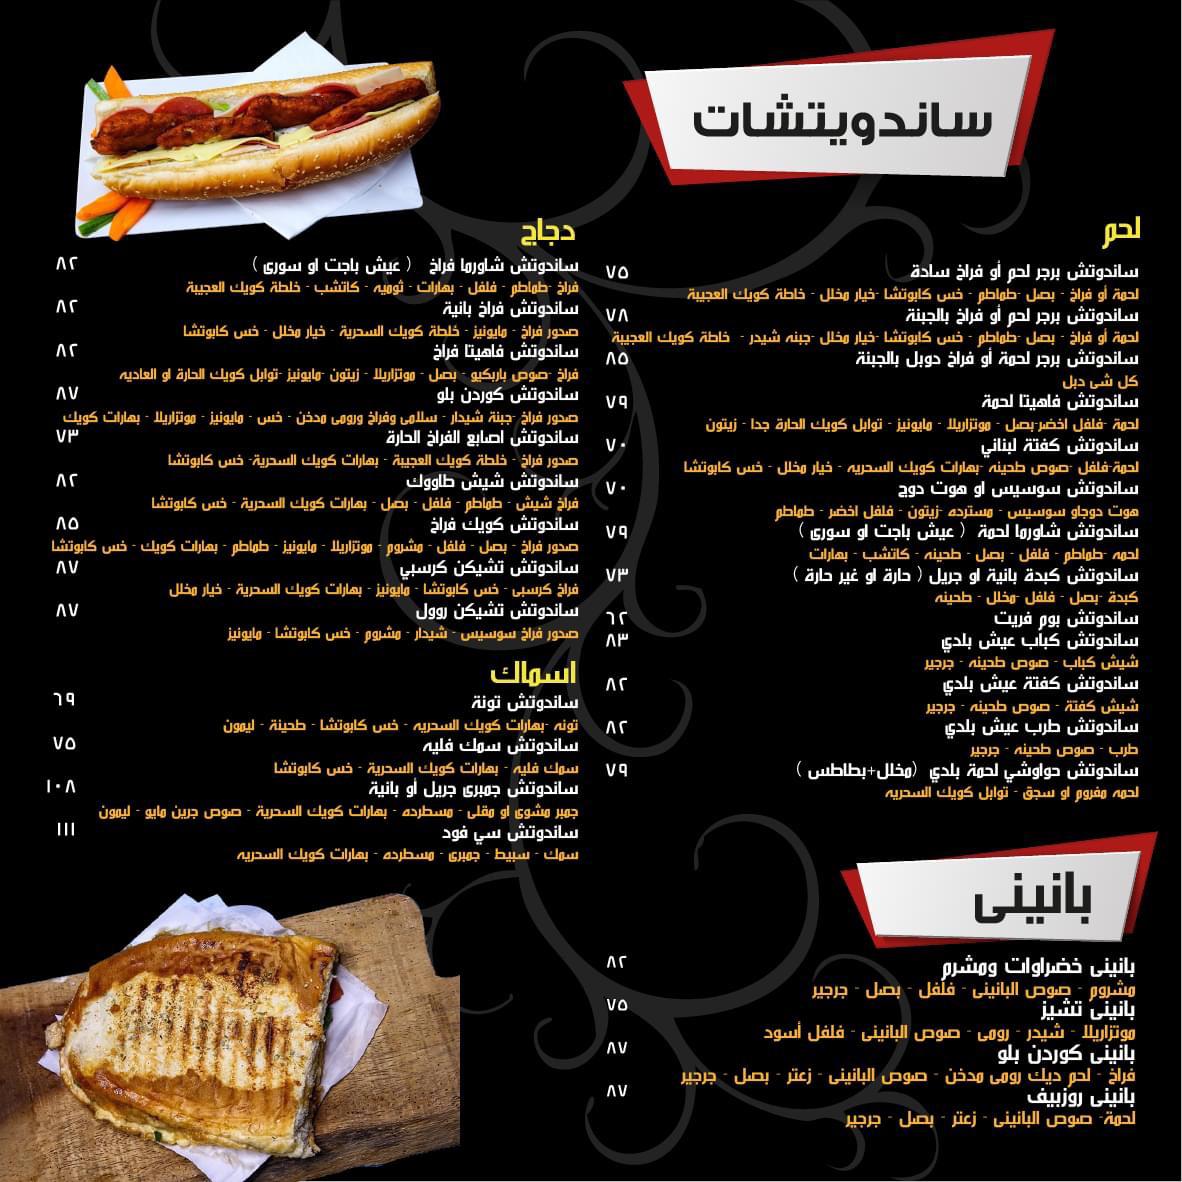 ساندويتشات
لحم
ساندوتش برجر لحم أو فراخ سادة ٧٥
لحمة أو فراخ - بصل -طماطم - خس كابوتشا -خيار مخلل - خاطة كويك العجيبة
ساندوتش برجر لحم أو فراخ بالجبنة ٧٨
لحمة أو فراخ - بصل -طماطم - خس كابوتشا -خيار مخلل -جبنه شيدر - خاطة كويك العجيبة
ساندوتش برجر لحمة أو فراخ دوبل بالجبنة ٨٥
كل شى دبل
ساندوتش فاهيتا لحمة ٧٩
لحمة -فلفل اخضر-بصل - موتزاريلا - مايونيز - توابل كويك الحارة جدا - زيتون
ساندوتش كفتة لبناني ٧٠
لحمة-فلفل -صوص طحينه -بهارات كويك السحريه - خيار مخلل - خس كابوتشا
ساندوتش سوسيس او هوت دوج ٧٠
هوت دوجاو سوسيس - مسترده -زيتون - فلفل اخضر - طماطم
ساندوتش شاورما لحمة ( عيش باجت او سورى ) ٧٩
لحمه -طماطم - فلفل - بصل - طحينه - كاتشب - بهارات
ساندوتش كبدة بانية او جريل ( حارة او غير حارة ) ٧٣
كبدة -بصل - فلفل -مخلل - طحينه
ساندوتش بوم فريت ٦٢
ساندوتش كباب عيش بلدي ٨٣
شيش كباب - صوص طحينه - جرجير
ساندوتش كفتة عيش بلدي ٨٢
شيش كفتة - صوص طحينه - جرجير
ساندوتش طرب عيش بلدي ٨٢
طرب - صوص طحينه - جرجير
ساندوتش حواوشي لحمة بلدي (مخلل+بطاطس ) ٧٩
لحمه مفروم او سجق - توابل كويك السحريه
بانينى
بانينى خضراوات ومشرم ٨٢
مشروم - صوص البانينى - فلفل - بصل - جرجير
بانينى تشيز ٧٥
موتزاريلا - شيدر - رومى - صوص البانينى - فلفل أسود
بانينى كوردن بلو ٨٧
فراخ - لحم ديك رومى مدخن - صوص البانينى - زعتر - بصل - جرجير
بانينى روزبيف ٨٧
لحمة- صوص البانينى - زعتر - بصل - جرجير
دجاج
ساندوتش شاورما فراخ ( عيش باجت او سورى ) ٨٢
فراخ -طماطم - فلفل - بهارات - ثوميه - كاتشب - خلطة كويك العجيبة
ساندوتش فراخ بانية ٨٢
صدور فراخ - مايونيز - خلطة كويك السحرية - خيار مخلل - خس كابوتشا
ساندوتش فاهيتا فراخ ٨٢
فراخ -صوص باربكيو - بصل - موتزاريلا - زيتون -مايونيز -توابل كويك الحارة او العاديه
ساندوتش كوردن بلو ٨٧
صدور فراخ -جبنة شيدار - سلامى وفراخ ورومى مدخن - خس - مايونيز - موتزاريلا - بهارات كويك
ساندوتش اصابع الفراخ الحارة ٧٣
صدور فراخ - خلطة كويك العجيبة - بهارات كويك السحرية- خس كابوتشا
ساندوتش شيش طاووك ٨٢
فراخ شيش - طماطم - فلفل - بصل - بهارات كويك السحرية - خس كابوتشا
ساندوتش كويك فراخ ٨٥
صدور فراخ - بصل - فلفل - مشروم - موتزاريلا - مايونيز - طماطم - بهارات كويك - خس كابوتشا
ساندوتش تشيكن كرسبي ٨٧
فراخ كرسبى - خس كابوتشا - مايونيز - بهارات كويك السحرية - خيار مخلل
ساندوتش تشيكن روول ٨٧
صدور فراخ سوسيس - شيدار - مشروم - خس كابوتشا - مايونيز
اسماك
ساندوتش تونة ٦٩
تونه -بهارات كويك السحريه - خس كابوتشا - طحينة - ليمون
ساندوتش سمك فليه ٧٥
سمك فليه - بهارات كويك السحرية - خس كابوتشا
ساندوتش جمبرى جريل أو بانية ١٠٨
جمبر مشوى او مقلى - مسطرده - بهارات كويك السحرية - صوص جرين مايو - ليمون
ساندوتش سي فود ١١١
سمك - سبيط - جمبرى - مسطرده - بهارات كويك السحريه